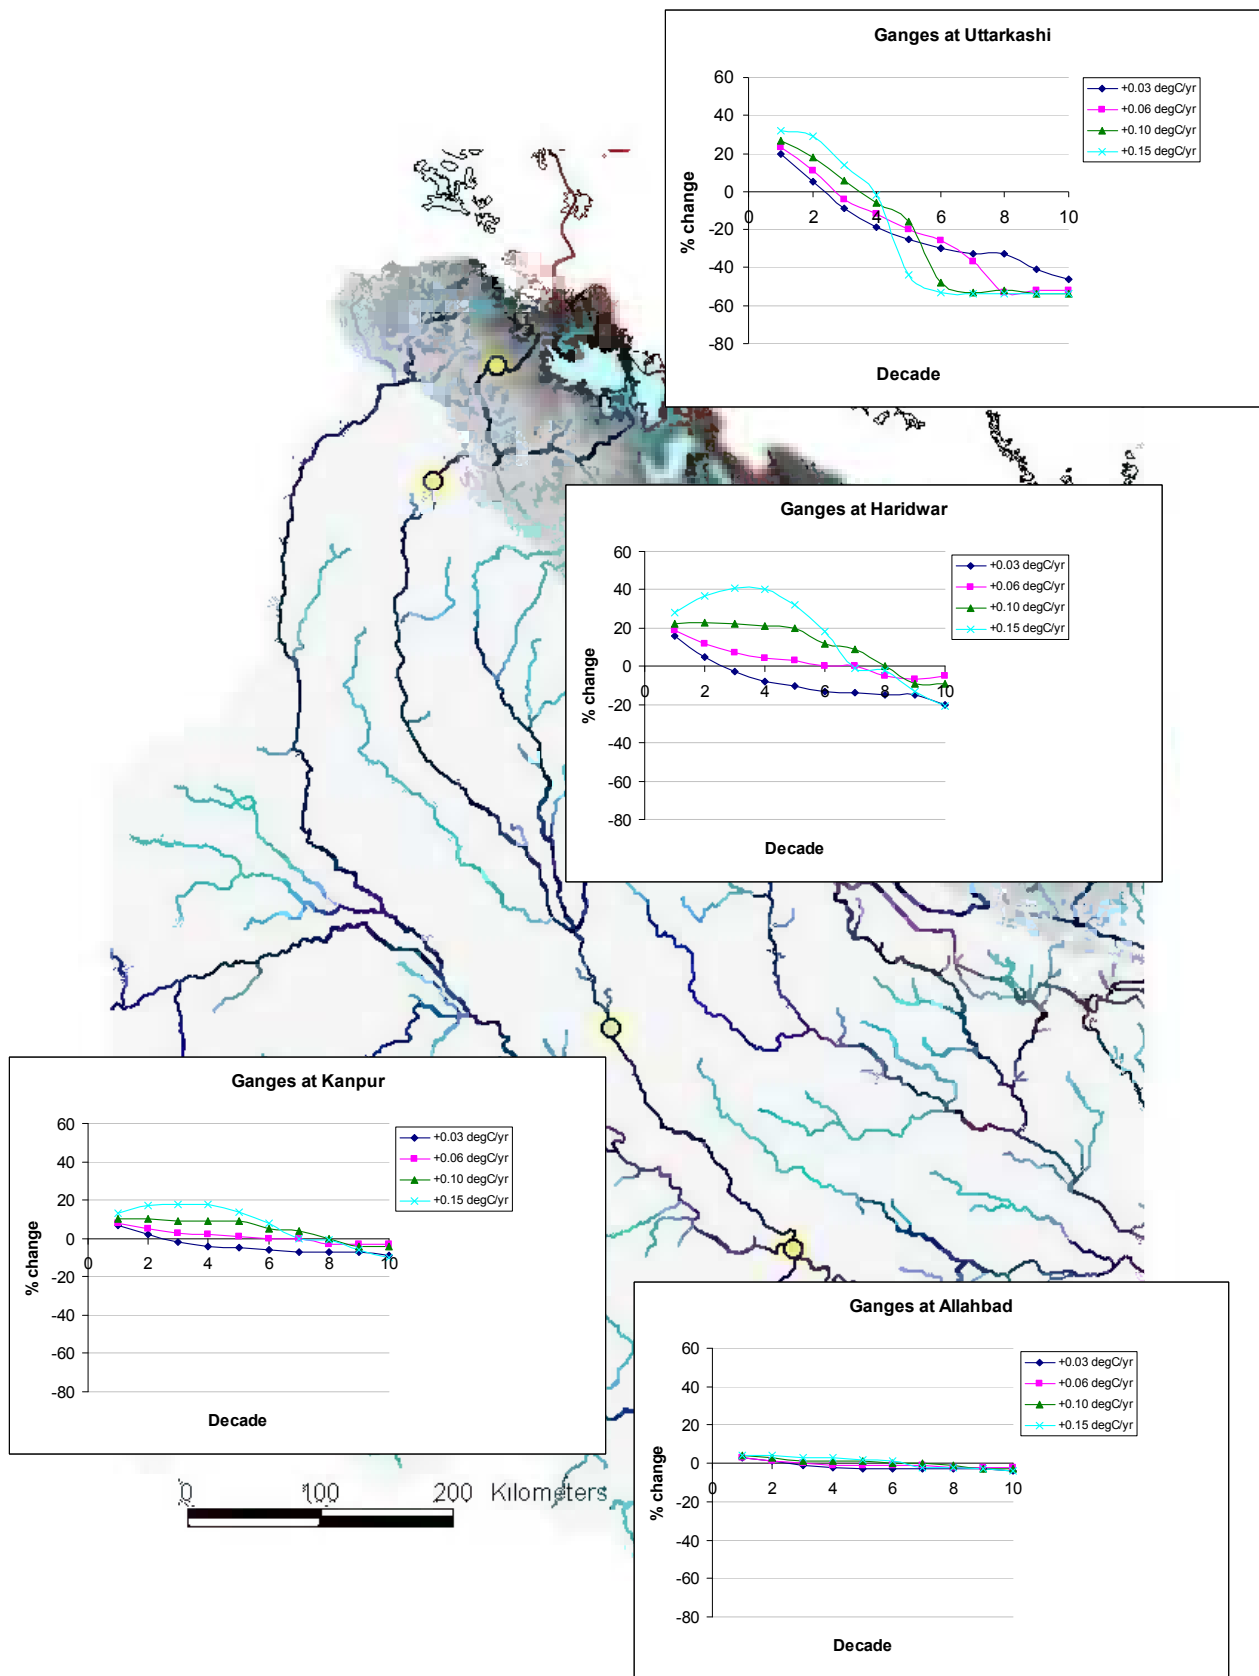 Ganges at Uttarkashi
60
40
20
0
-20
-40
-60
-80
0 2 4 6 8 10
% change
Decade
+0.03 degC/yr
+0.06 degC/yr
+0.10 degC/yr
+0.15 degC/yr
Ganges at Haridwar
60
40
20
0
-20
-40
-60
-80
0 2 4 6 8 10
% change
Decade
+0.03 degC/yr
+0.06 degC/yr
+0.10 degC/yr
+0.15 degC/yr
Ganges at Kanpur
60
40
20
0
-20
-40
-60
-80
0 2 4 6 8 10
% change
Decade
+0.03 degC/yr
+0.06 degC/yr
+0.10 degC/yr
+0.15 degC/yr
Ganges at Allahbad
60
40
20
0
-20
-40
-60
-80
0 2 4 6 8 10
% change
Decade
+0.03 degC/yr
+0.06 degC/yr
+0.10 degC/yr
+0.15 degC/yr
0 100 200 Kilometers